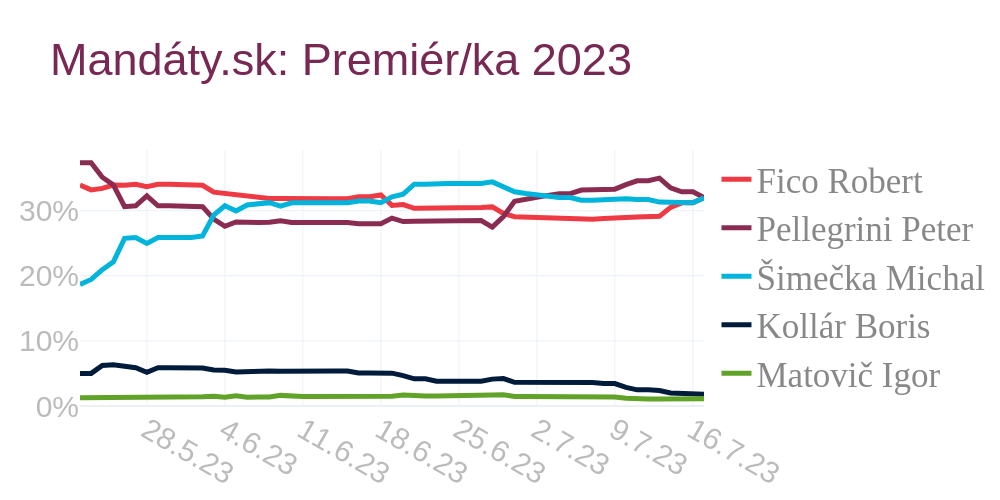 Mandáty.sk: Premiér/ka 2023
Fico Robert
Pellegrini Peter
Šimečka Michal
Kollár Boris
Matovič Igor
30%
20%
10%
0%
28.5.23
4.6.23
11.6.23
18.6.23
25.6.23
2.7.23
9.7.23
16.7.23